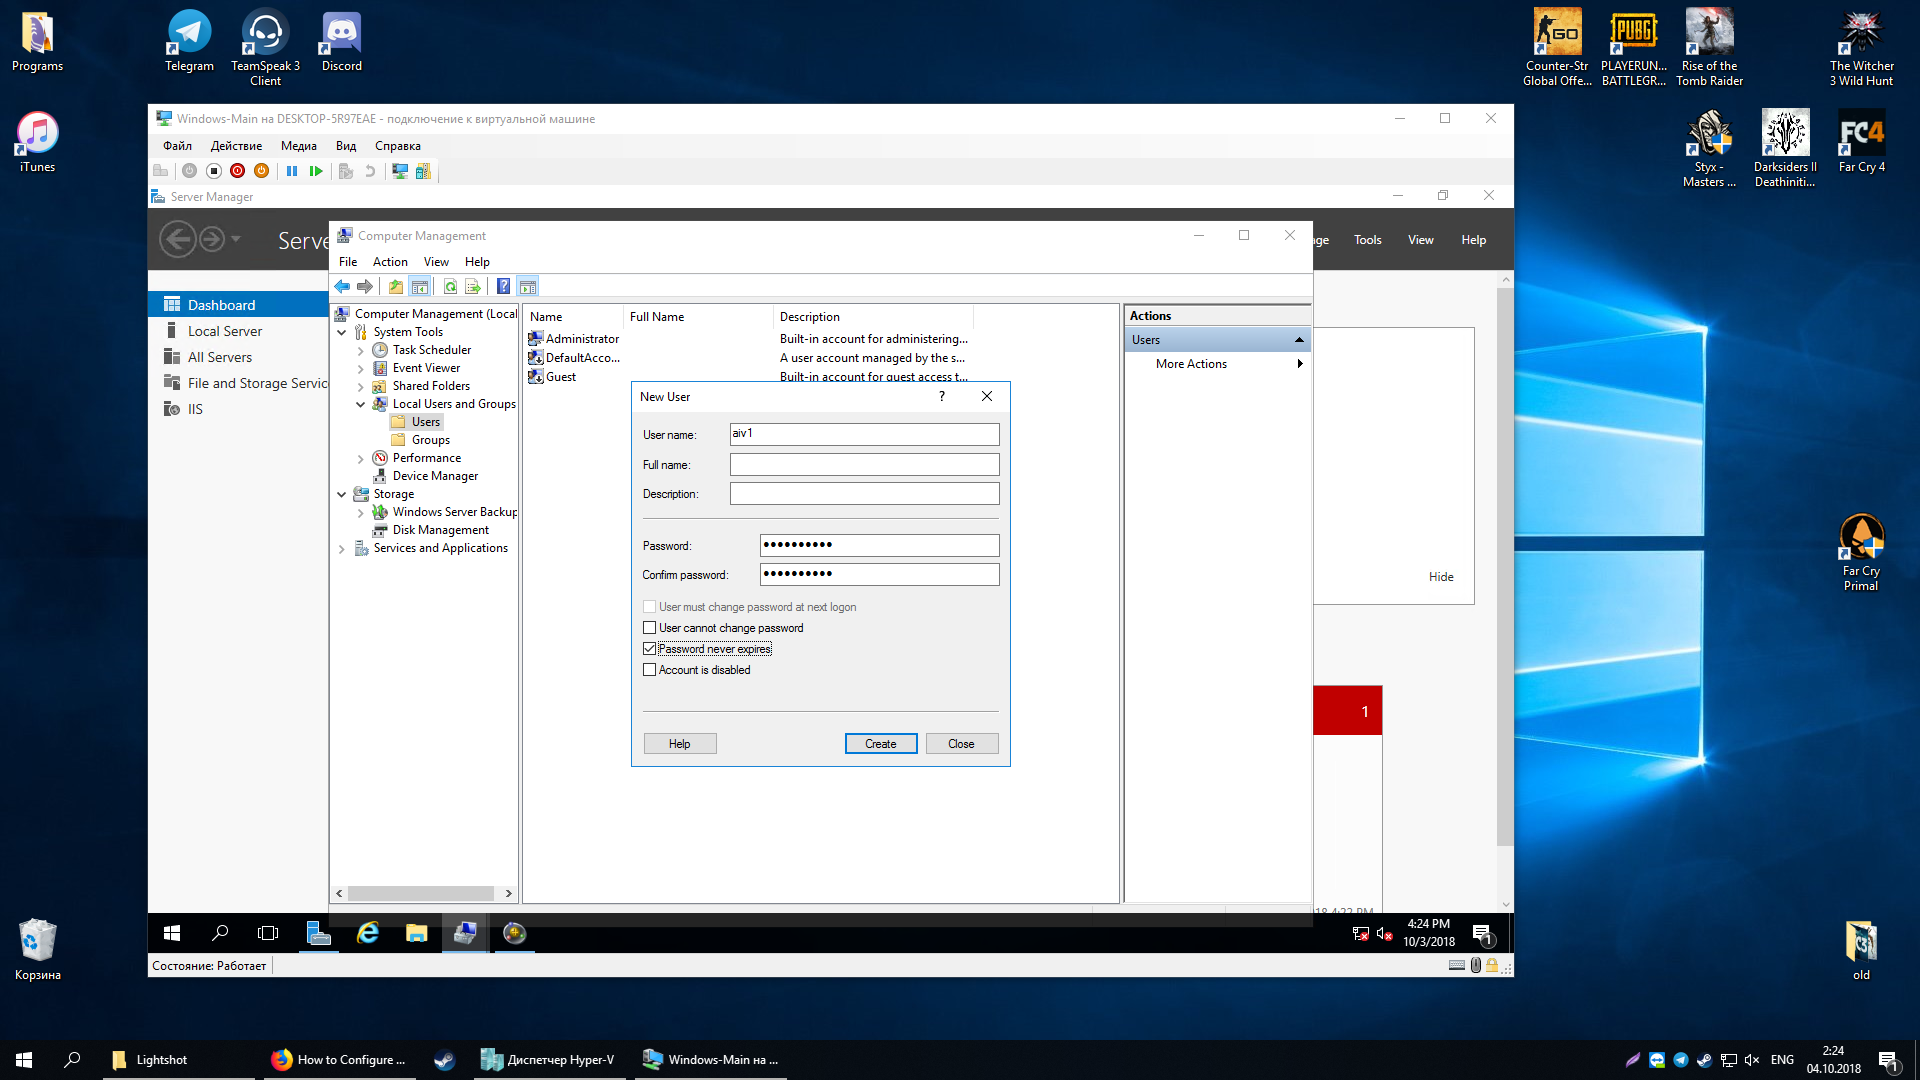 Programs
Telegram
TeamSpeak 3
Client
Discord
GO
Counter-Str
Global Offe...
PUBG
PLAYERUN...
BATTLEGR...
Rise of the
Tomb Raider
The Witcher
3 Wild Hunt
iTunes
Styx -
Masters ...
Darksiders II
Deathiniti...
FC4
Far Cry 4
Far Cry
Primal
Корзина
old
Windows-Main на DESKTOP-5R97EAE - подключение к виртуальной машине
Файл Действие Медиа Вид Справка
Server Manager
Serve
age Tools View Help
Dashboard
Local Server
All Servers
File and Storage Servic
IIS
Hide
1
Computer Management
File Action View Help
Computer Management (Local
System Tools
Task Scheduler
Event Viewer
Shared Folders
Local Users and Groups
Users
Groups
Performance
Device Manager
Storage
Windows Server Backup
Disk Management
Services and Applications
Name Full Name Description
Administrator Built-in account for administering...
DefaultAcco... A user account managed by the s...
Guest Built-in account for guest access t...
Actions
Users
More Actions
New User
?
User name: aiv1
Full name:
Description:
Password: ••••••••••
Confirm password: ••••••••••
User must change password at next logon
User cannot change password
Password never expires
Account is disabled
Help Create Close
18 4:22 PM
4:24 PM
10/3/2018
1
Состояние: Работает
Lightshot
How to Configure ...
Диспетчер Hyper-V
Windows-Main на ...
ENG
2:24
04.10.2018
1